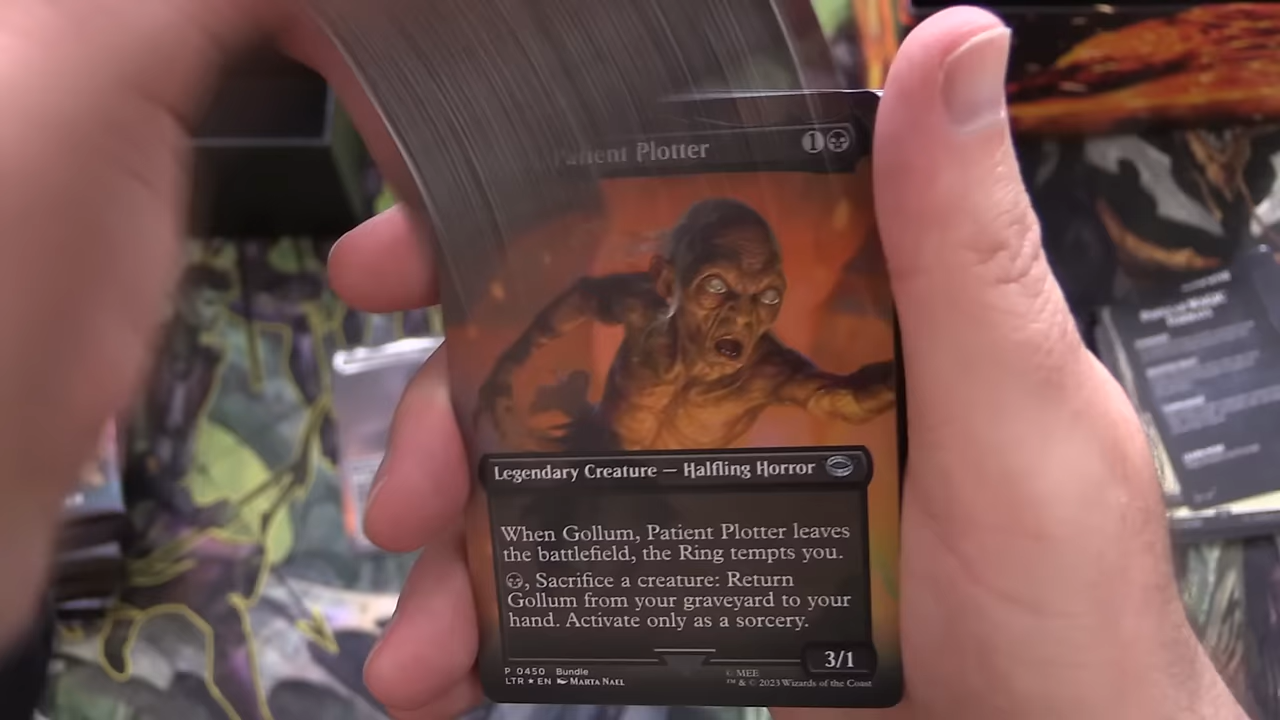 Patient Plotter 1
Legendary Creature — Halfling Horror
When Gollum, Patient Plotter leaves
the battlefield, the Ring tempts you.
, Sacrifice a creature: Return
Gollum from your graveyard to your
hand. Activate only as a sorcery.
3/1
P 0450 Bundle
LTR ★ EN Marta Nael
© MEE
™ & © 2023 Wizards of the Coast